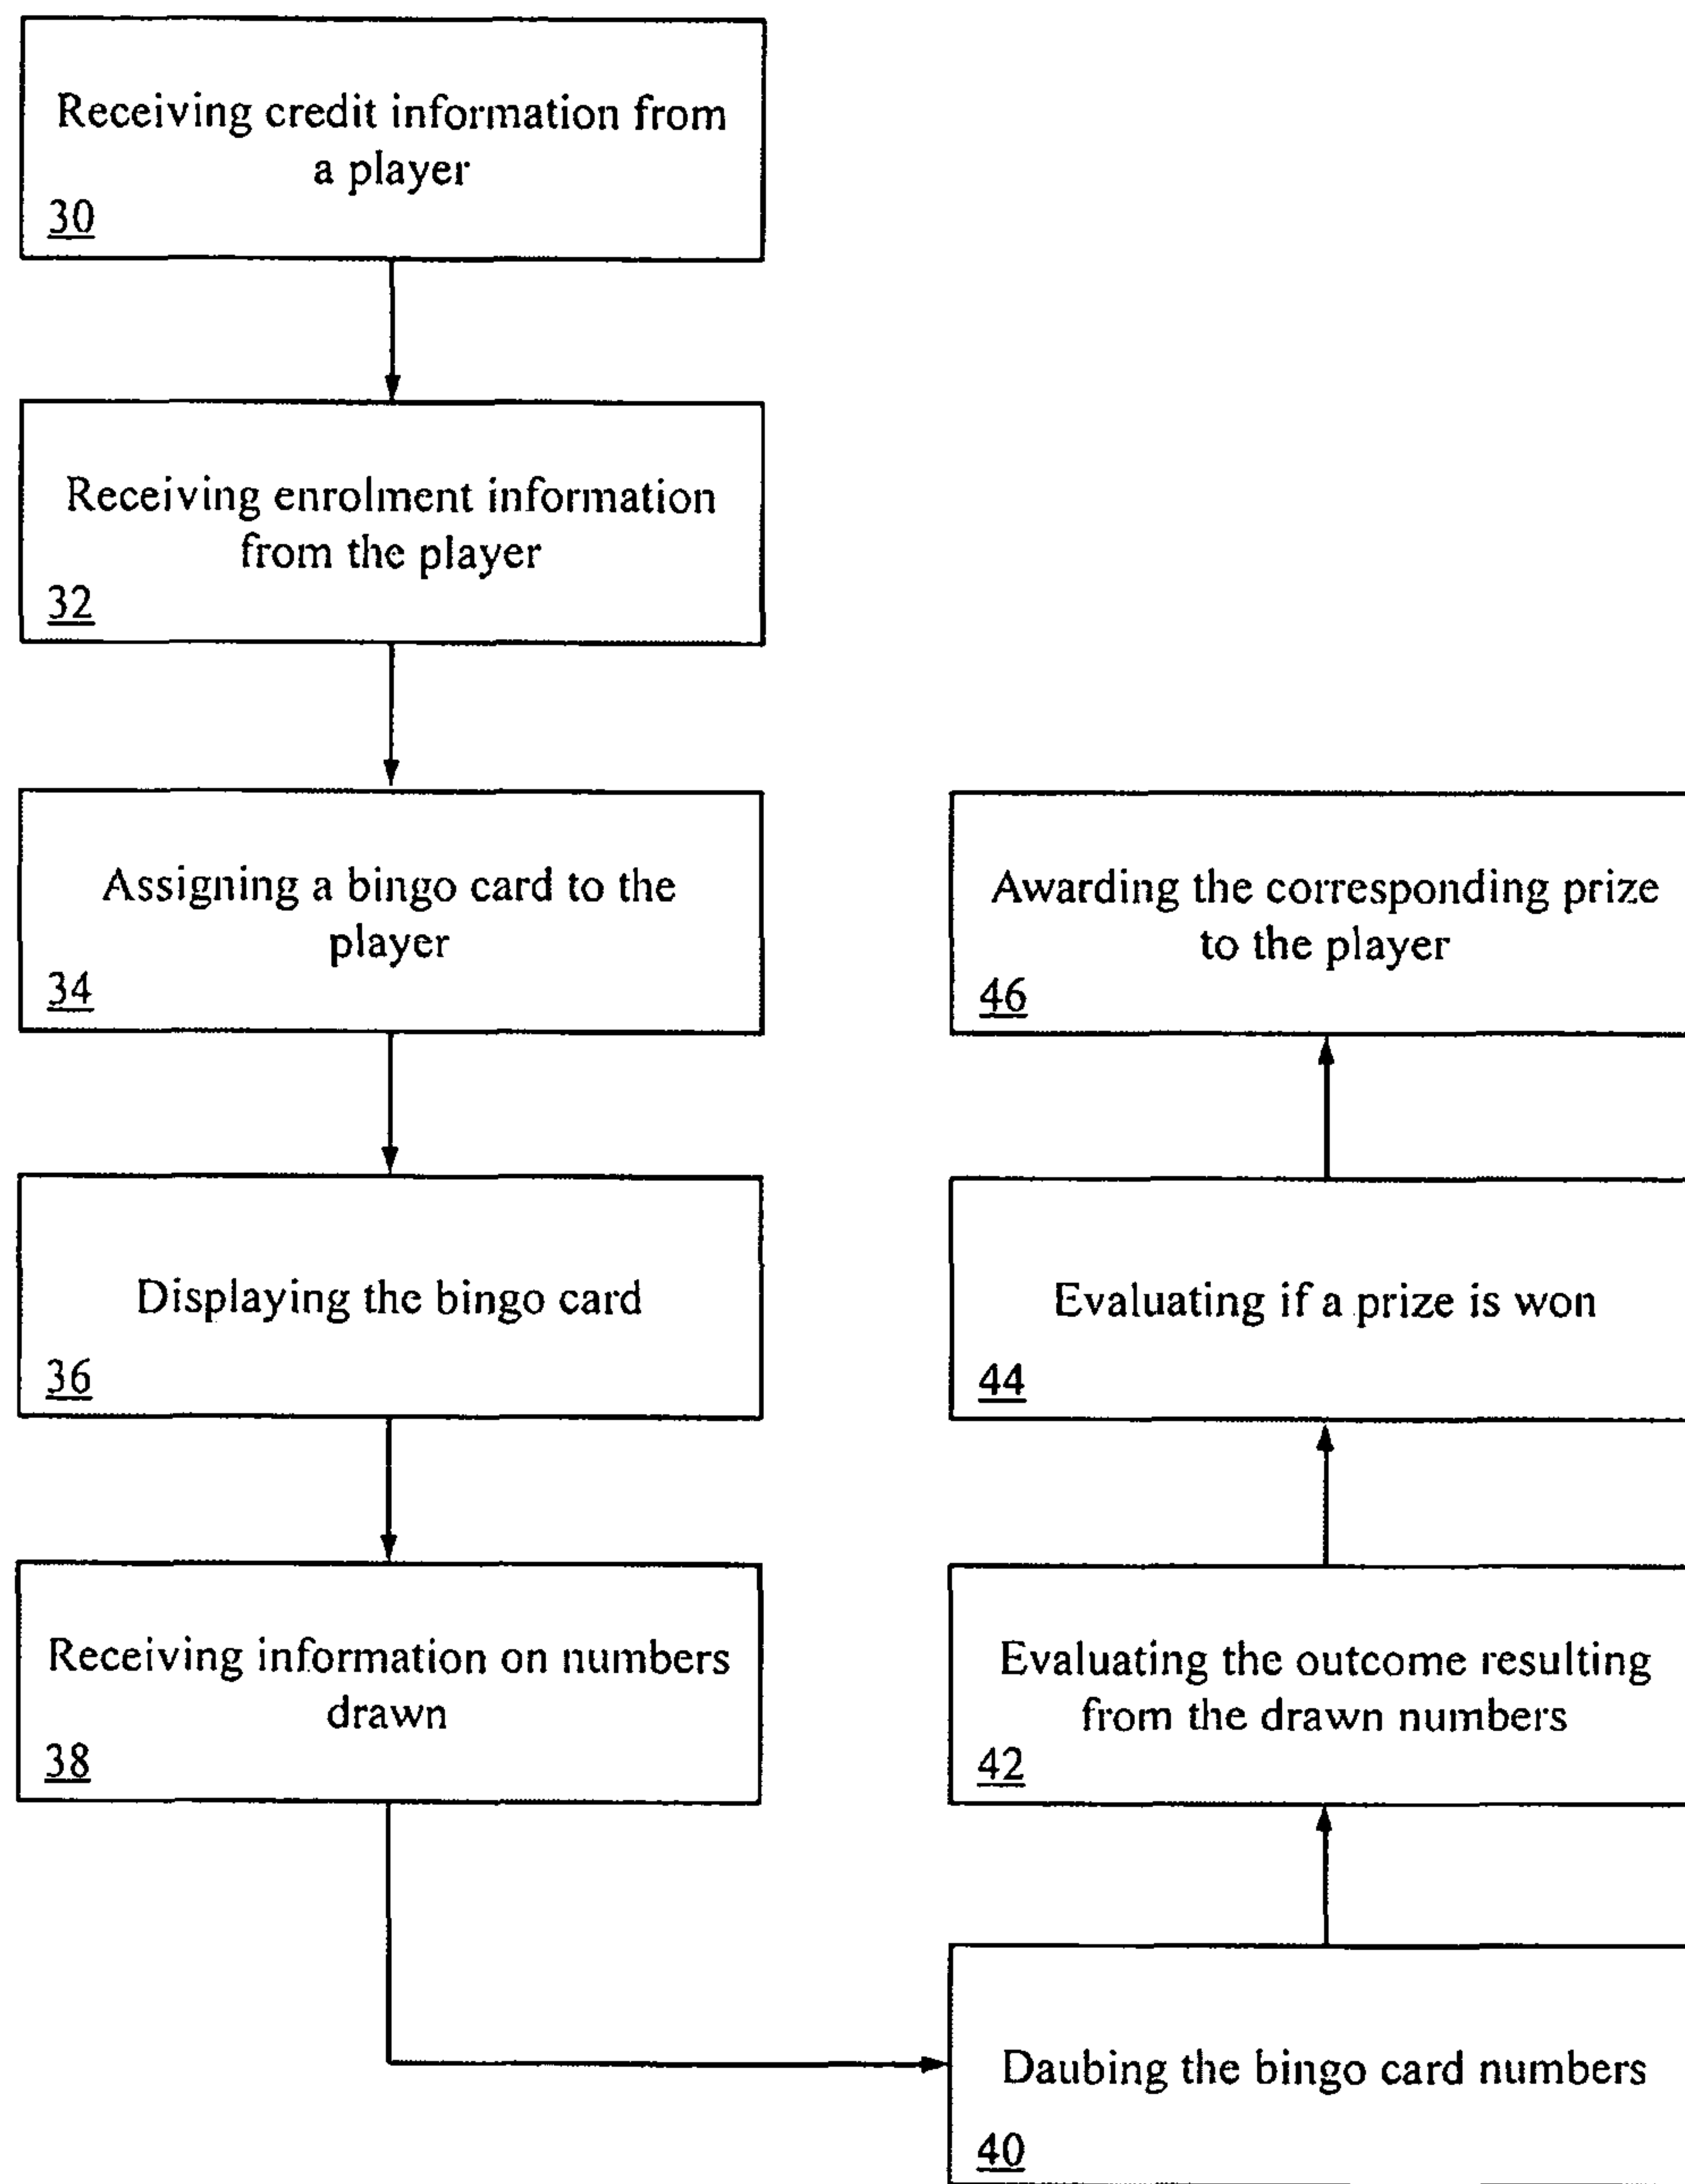 Receiving credit information from
a player
30
Receiving enrolment information
from the player
32
Assigning a bingo card to the
player
34
Displaying the bingo card
36
Receiving information on numbers
drawn
38
Daubing the bingo card numbers
40
Evaluating the outcome resulting
from the drawn numbers
42
Evaluating if a prize is won
44
Awarding the corresponding prize
to the player
46